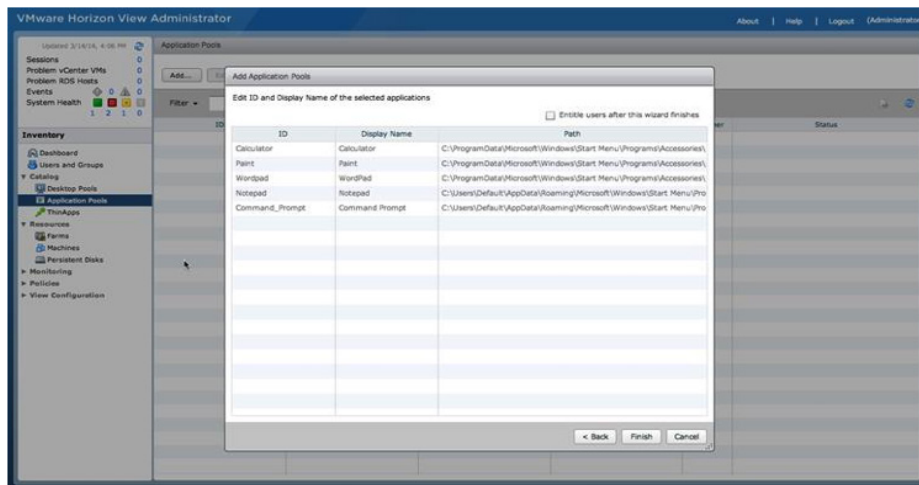 VMware Horizon View Administrator
About | Help | Logout (Administrator
Updated 3/14/14, 4:06 PM
Sessions 0
Problem vCenter VMs 0
Problem RDS Hosts 0
Events 0 0
System Health
1 2 1 0
Inventory
Dashboard
Users and Groups
Catalog
Desktop Pools
Application Pools
ThinApps
Resources
Farms
Machines
Persistent Disks
Monitoring
Policies
View Configuration
Application Pools
Add...
Filter
ID
Status
Add Application Pools
Edit ID and Display Name of the selected applications
Entitle users after this wizard finishes
ID Display Name Path
Calculator Calculator C:\ProgramData\Microsoft\Windows\Start Menu\Programs\Accessories\
Paint Paint C:\ProgramData\Microsoft\Windows\Start Menu\Programs\Accessories\
Wordpad WordPad C:\ProgramData\Microsoft\Windows\Start Menu\Programs\Accessories\
Notepad Notepad C:\Users\Default\AppData\Roaming\Microsoft\Windows\Start Menu\Pro
Command_Prompt Command Prompt C:\Users\Default\AppData\Roaming\Microsoft\Windows\Start Menu\Pro
< Back Finish Cancel